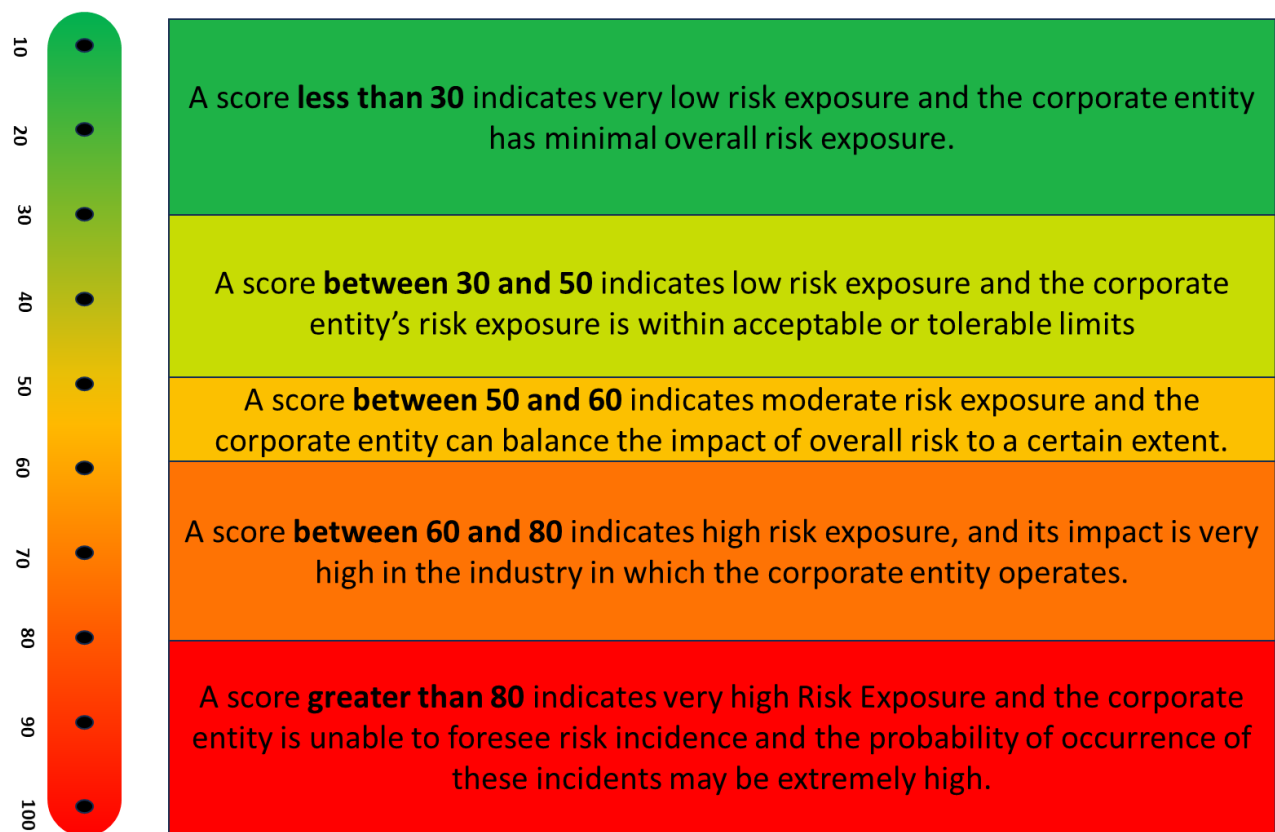 10
20
30
40
50
60
70
80
90
100
A score less than 30 indicates very low risk exposure and the corporate entity
has minimal overall risk exposure.
A score between 30 and 50 indicates low risk exposure and the corporate
entity’s risk exposure is within acceptable or tolerable limits
A score between 50 and 60 indicates moderate risk exposure and the
corporate entity can balance the impact of overall risk to a certain extent.
A score between 60 and 80 indicates high risk exposure, and its impact is very
high in the industry in which the corporate entity operates.
A score greater than 80 indicates very high Risk Exposure and the corporate
entity is unable to foresee risk incidence and the probability of occurrence of
these incidents may be extremely high.